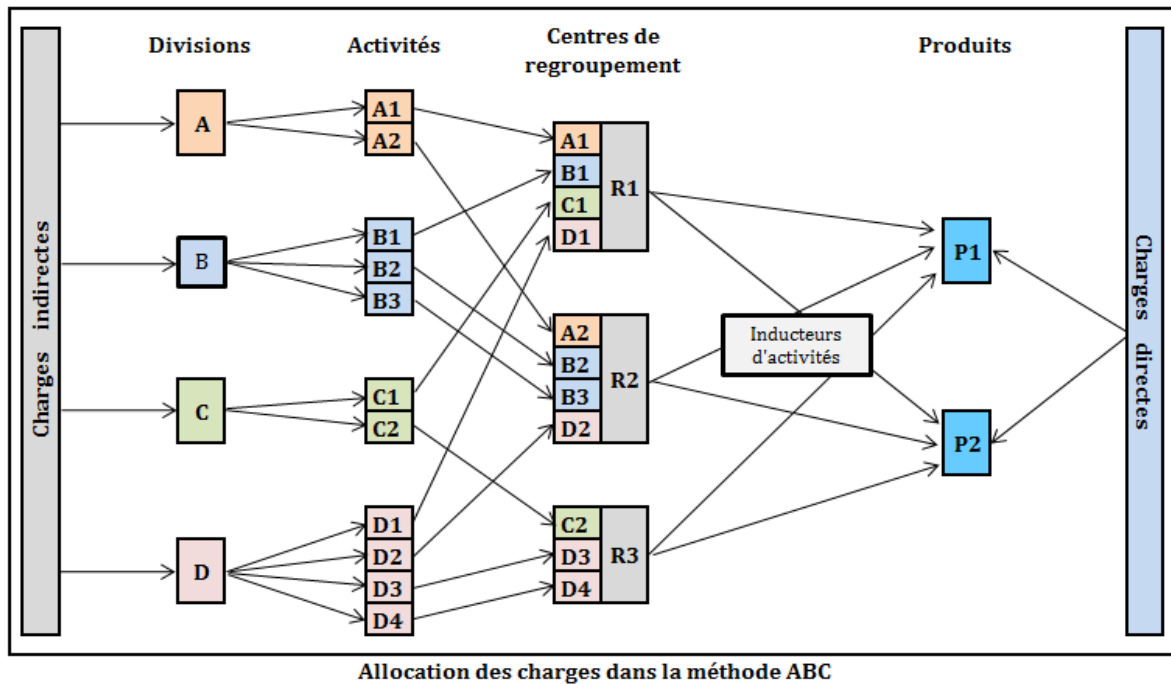 Divisions
Activités
Centres de
regroupement
Produits
Charges indirectes
A
B
C
D
A1
A2
B1
B2
B3
C1
C2
D1
D2
D3
D4
A1
B1
C1
D1
R1
A2
B2
B3
D2
R2
C2
D3
D4
R3
Inducteurs
d'activités
P1
P2
Charges directes
Allocation des charges dans la méthode ABC